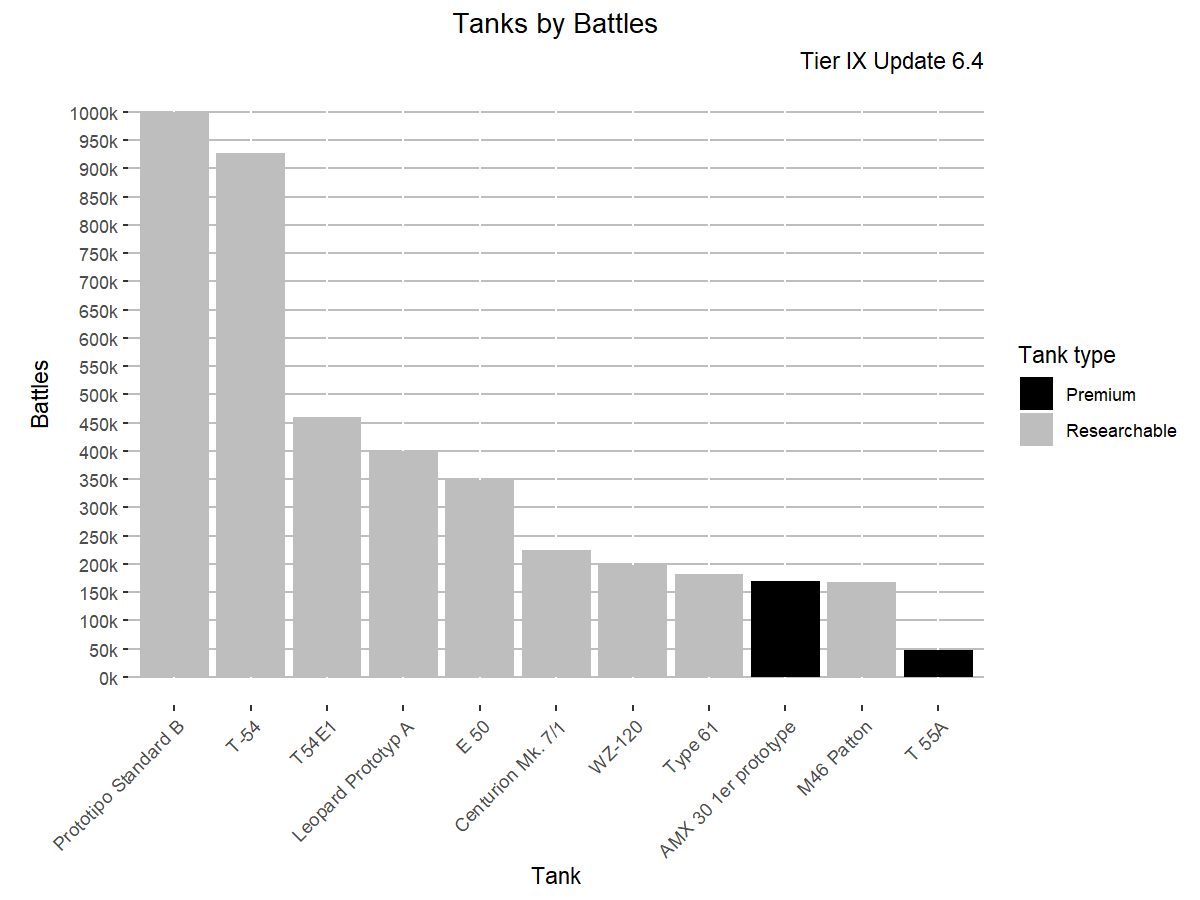 Tanks by Battles
Tier IX Update 6.4
1000k
950k
900k
850k
800k
750k
700k
650k
600k
550k
500k
450k
400k
350k
300k
250k
200k
150k
100k
50k
0k
Battles
Prototipo Standard B
T-54
T54E1
Leopard Prototyp A
E 50
Centurion Mk. 7/1
WZ-120
Type 61
AMX 30 1er prototype
M46 Patton
T 55A
Tank
Tank type
Premium
Researchable